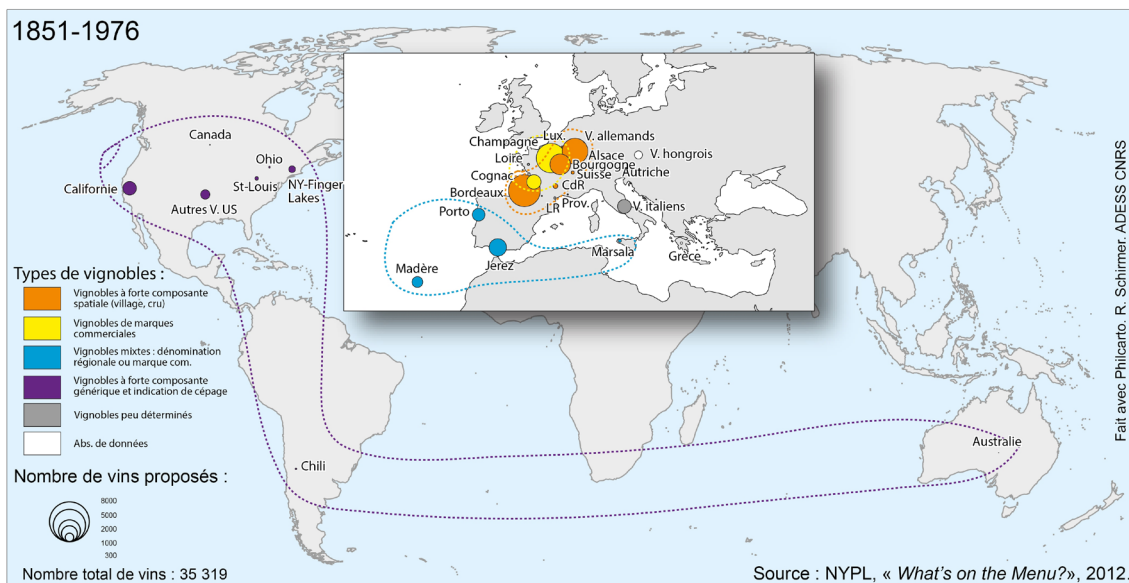 1851-1976
Canada
Ohio
Californie
St-Louis
NY-Finger
Lakes
Autres V. US
Champagne
Lux.
V. allemands
Loire
Alsace
V. hongrois
Bourgogne
Cognac
Suisse
Autriche
Bordeaux
CdR
LR
Prov.
V. italiens
Porto
Jerez
Marsala
Grèce
Madère
Types de vignobles :
Vignobles à forte composante
spatiale (village, cru)
Vignobles de marques
commerciales
Vignobles mixtes : dénomination
régionale ou marque com.
Vignobles à forte composante
générique et indication de cépage
Vignobles peu déterminés
Abs. de données
Chili
Australie
Nombre de vins proposés :
8000
5000
2000
1000
300
Nombre total de vins : 35 319
Source : NYPL, « What's on the Menu?», 2012.
Fait avec Philcarto. R. Schirmer. ADESS CNRS